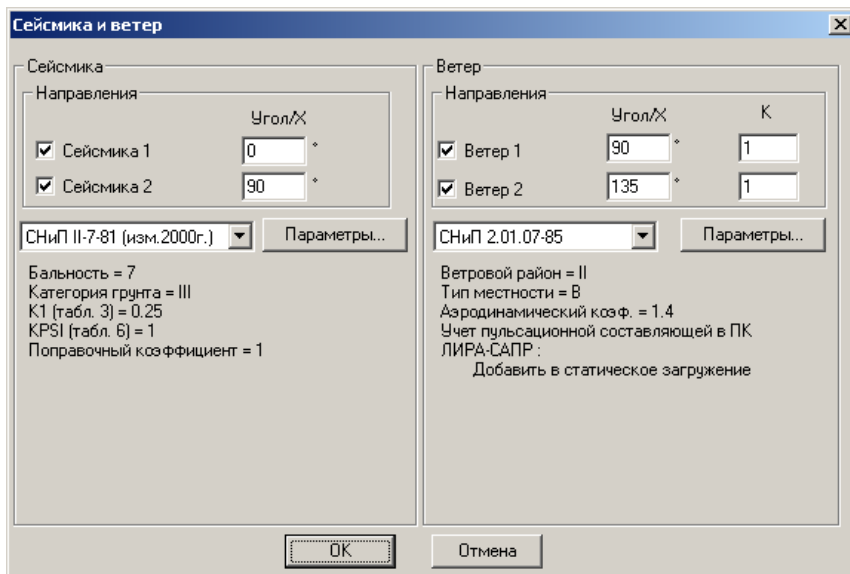 Сейсмика и ветер
Сейсмика
Направления
Угол/X
Сейсмика 1 0 °
Сейсмика 2 90 °
СНиП II-7-81 (изм.2000г.) Параметры...
Бальность = 7
Категория грунта = III
K1 (табл. 3) = 0.25
KPSI (табл. 6) = 1
Поправочный коэффициент = 1
Ветер
Направления
Угол/X K
Ветер 1 90 ° 1
Ветер 2 135 ° 1
СНиП 2.01.07-85 Параметры...
Ветровой район = II
Тип местности = B
Аэродинамический коэф. = 1.4
Учет пульсационной составляющей в ПК
ЛИРА-САПР :
Добавить в статическое загружение
OK Отмена